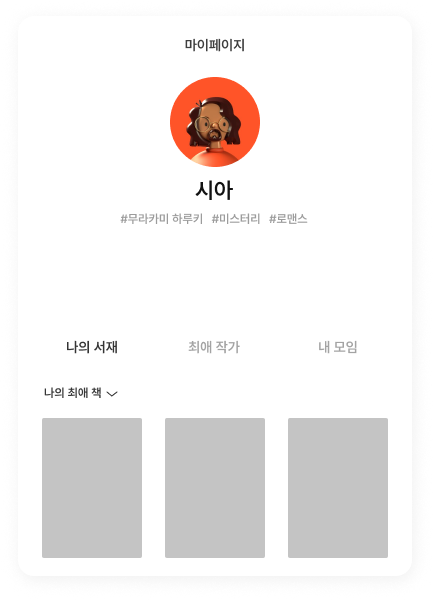 마이페이지
시아
#무라카미 하루키 #미스터리 #로맨스
나의 서재 최애 작가 내 모임
나의 최애 책